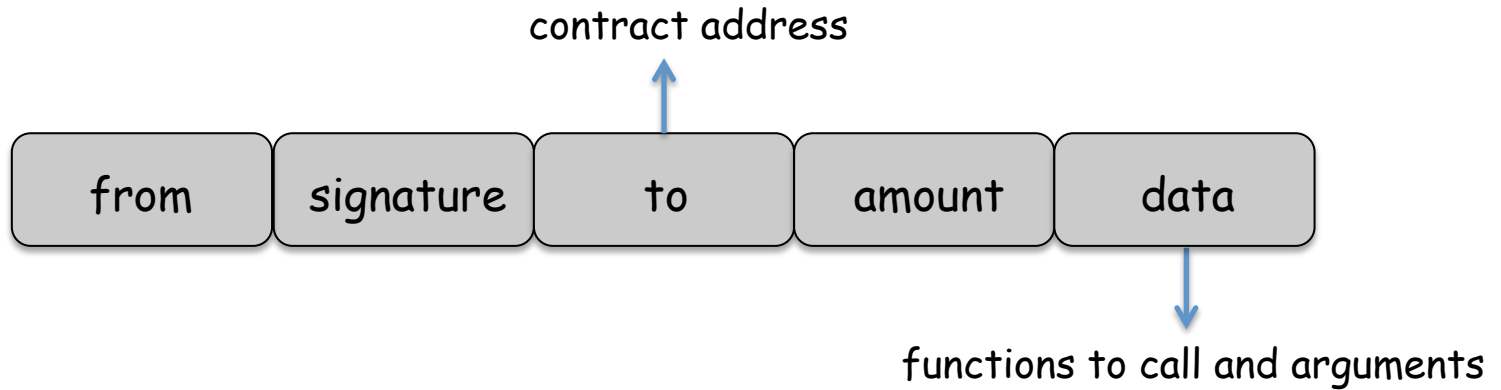 contract address
from signature to amount data
functions to call and arguments